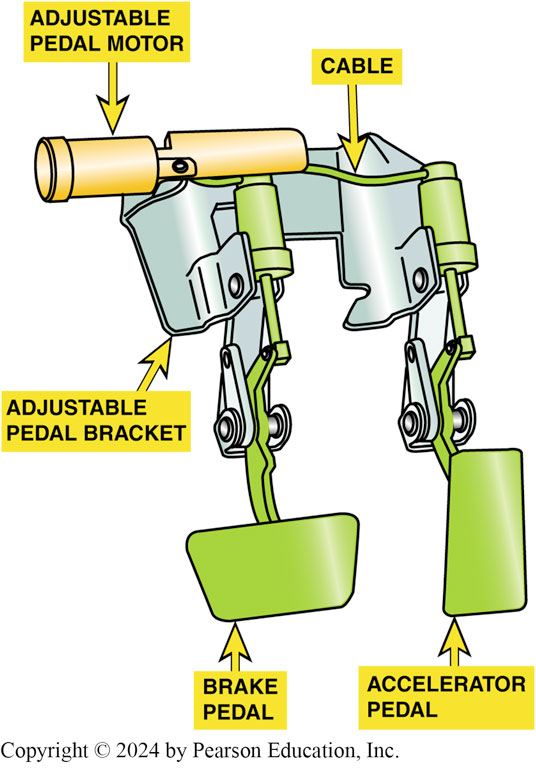 ADJUSTABLE
PEDAL MOTOR
CABLE
ADJUSTABLE
PEDAL BRACKET
BRAKE
PEDAL
ACCELERATOR
PEDAL
Copyright © 2024 by Pearson Education, Inc.